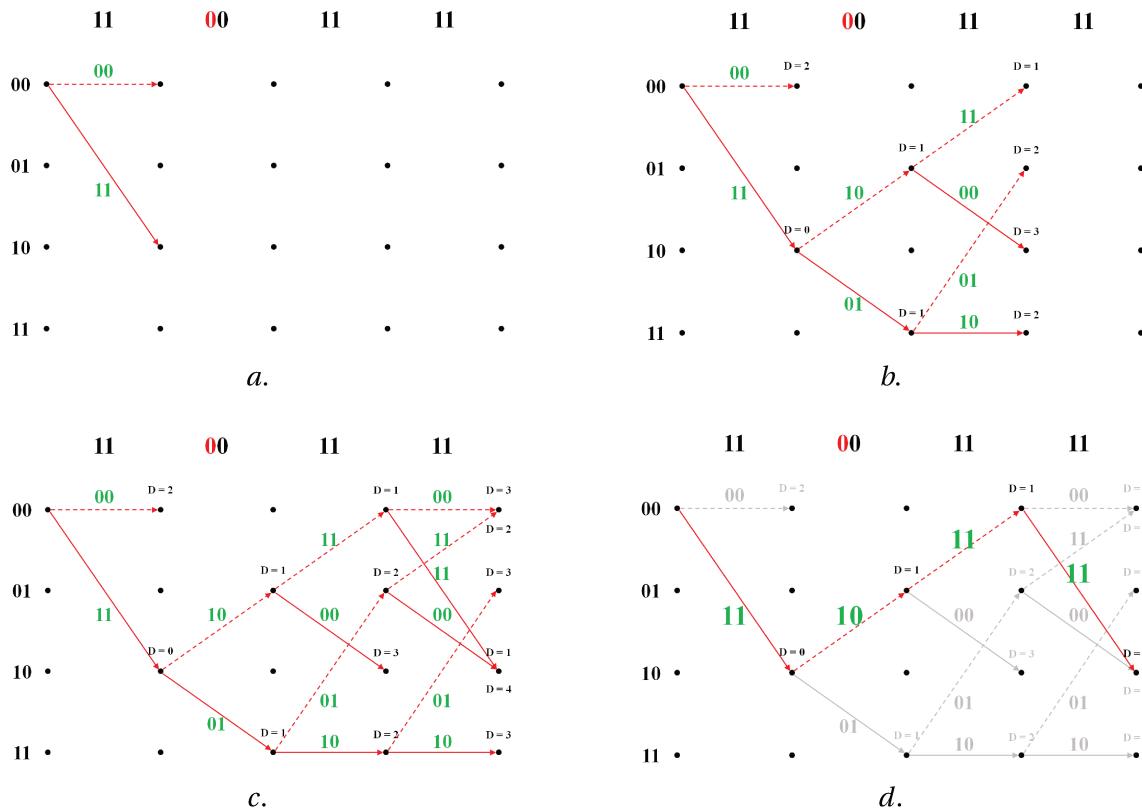 11 00 11 11
00 00
01
11
10
11
a.
11 00 11 11
00 00 D = 2 D = 1
11
01 D = 1 D = 2
11 10 00
10 D = 0 D = 3
01
01 D = 1 10 D = 2
11
b.
11 00 11 11
D = 2 D = 1 00 D = 3
00 00
11 11 D = 2
11
01 D = 1 D = 2 D = 3
11 10 00 00
D = 0 D = 3 D = 1
10
D = 4
01 01 01
D = 1 10 D = 2 10 D = 3
11
c.
11 00 11 11
00 D = 2 D = 1 00 D =
00
11 11 D =
11
01 D = 1 D = 2 D =
11 10 00 00
D = 0 D = 3 D =
10
D =
01 01 01
D = 1 10 D = 2 10 D =
11
d.